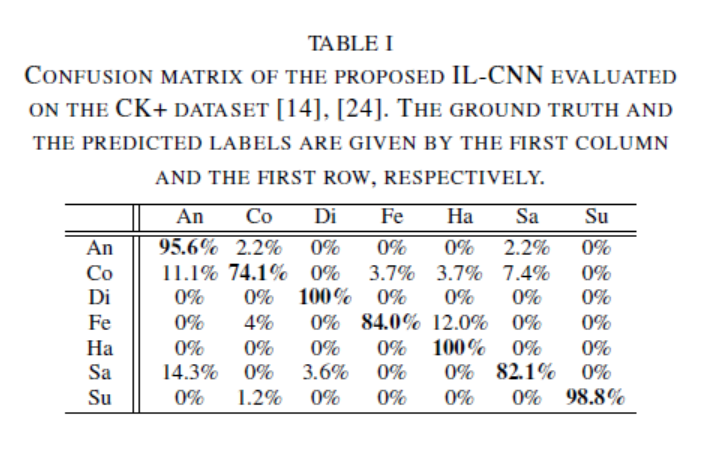 TABLE I
CONFUSION MATRIX OF THE PROPOSED IL-CNN EVALUATED
ON THE CK+ DATASET [14], [24]. THE GROUND TRUTH AND
THE PREDICTED LABELS ARE GIVEN BY THE FIRST COLUMN
AND THE FIRST ROW, RESPECTIVELY.
An Co Di Fe Ha Sa Su
An 95.6% 2.2% 0% 0% 0% 2.2% 0%
Co 11.1% 74.1% 0% 3.7% 3.7% 7.4% 0%
Di 0% 0% 100% 0% 0% 0% 0%
Fe 0% 4% 0% 84.0% 12.0% 0% 0%
Ha 0% 0% 0% 0% 100% 0% 0%
Sa 14.3% 0% 3.6% 0% 0% 82.1% 0%
Su 0% 1.2% 0% 0% 0% 0% 98.8%